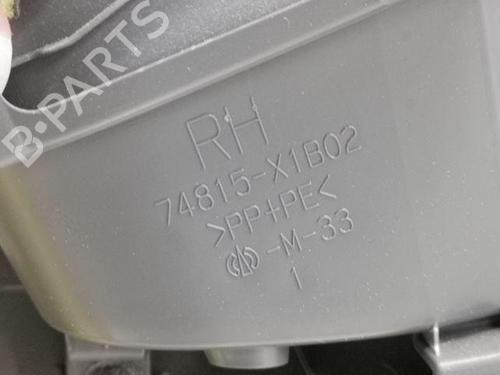 B-PARTS
RH
74815-X1B02
>PP+PE<
-M-33
1